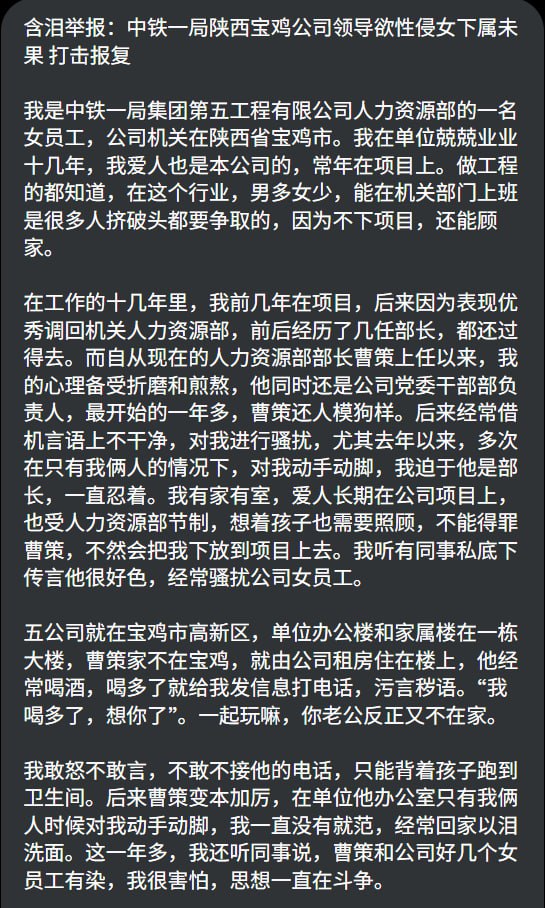 含泪举报：中铁一局陕西宝鸡公司领导欲性侵女下属未
果 打击报复
我是中铁一局集团第五工程有限公司人力资源部的一名
女员工，公司机关在陕西省宝鸡市。我在单位兢兢业业
十几年，我爱人也是本公司的，常年在项目上。做工程
的都知道，在这个行业，男多女少，能在机关部门上班
是很多人挤破头都要争取的，因为不下项目，还能顾
家。
在工作的十几年里，我前几年在项目，后来因为表现优
秀调回机关人力资源部，前后经历了几任部长，都还过
得去。而自从现在的人力资源部部长曹策上任以来，我
的心理备受折磨和煎熬，他同时还是公司党委干部部负
责人，最开始的一年多，曹策还人模狗样。后来经常借
机言语上不干净，对我进行骚扰，尤其去年以来，多次
在只有我俩人的情况下，对我动手动脚，我迫于他是部
长，一直忍着。我有家有室，爱人长期在公司项目上，
也受人力资源部节制，想着孩子也需要照顾，不能得罪
曹策，不然会把我下放到项目上去。我听有同事私底下
传言他很好色，经常骚扰公司女员工。
五公司就在宝鸡市高新区，单位办公楼和家属楼在一栋
大楼，曹策家不在宝鸡，就由公司租房住在楼上，他经
常喝酒，喝多了就给我发信息打电话，污言秽语。“我
喝多了，想你了”。一起玩嘛，你老公反正又不在家。
我敢怒不敢言，不敢不接他的电话，只能背着孩子跑到
卫生间。后来曹策变本加厉，在单位他办公室只有我俩
人时候对我动手动脚，我一直没有就范，经常回家以泪
洗面。这一年多，我还听同事说，曹策和公司好几个女
员工有染，我很害怕，思想一直在斗争。